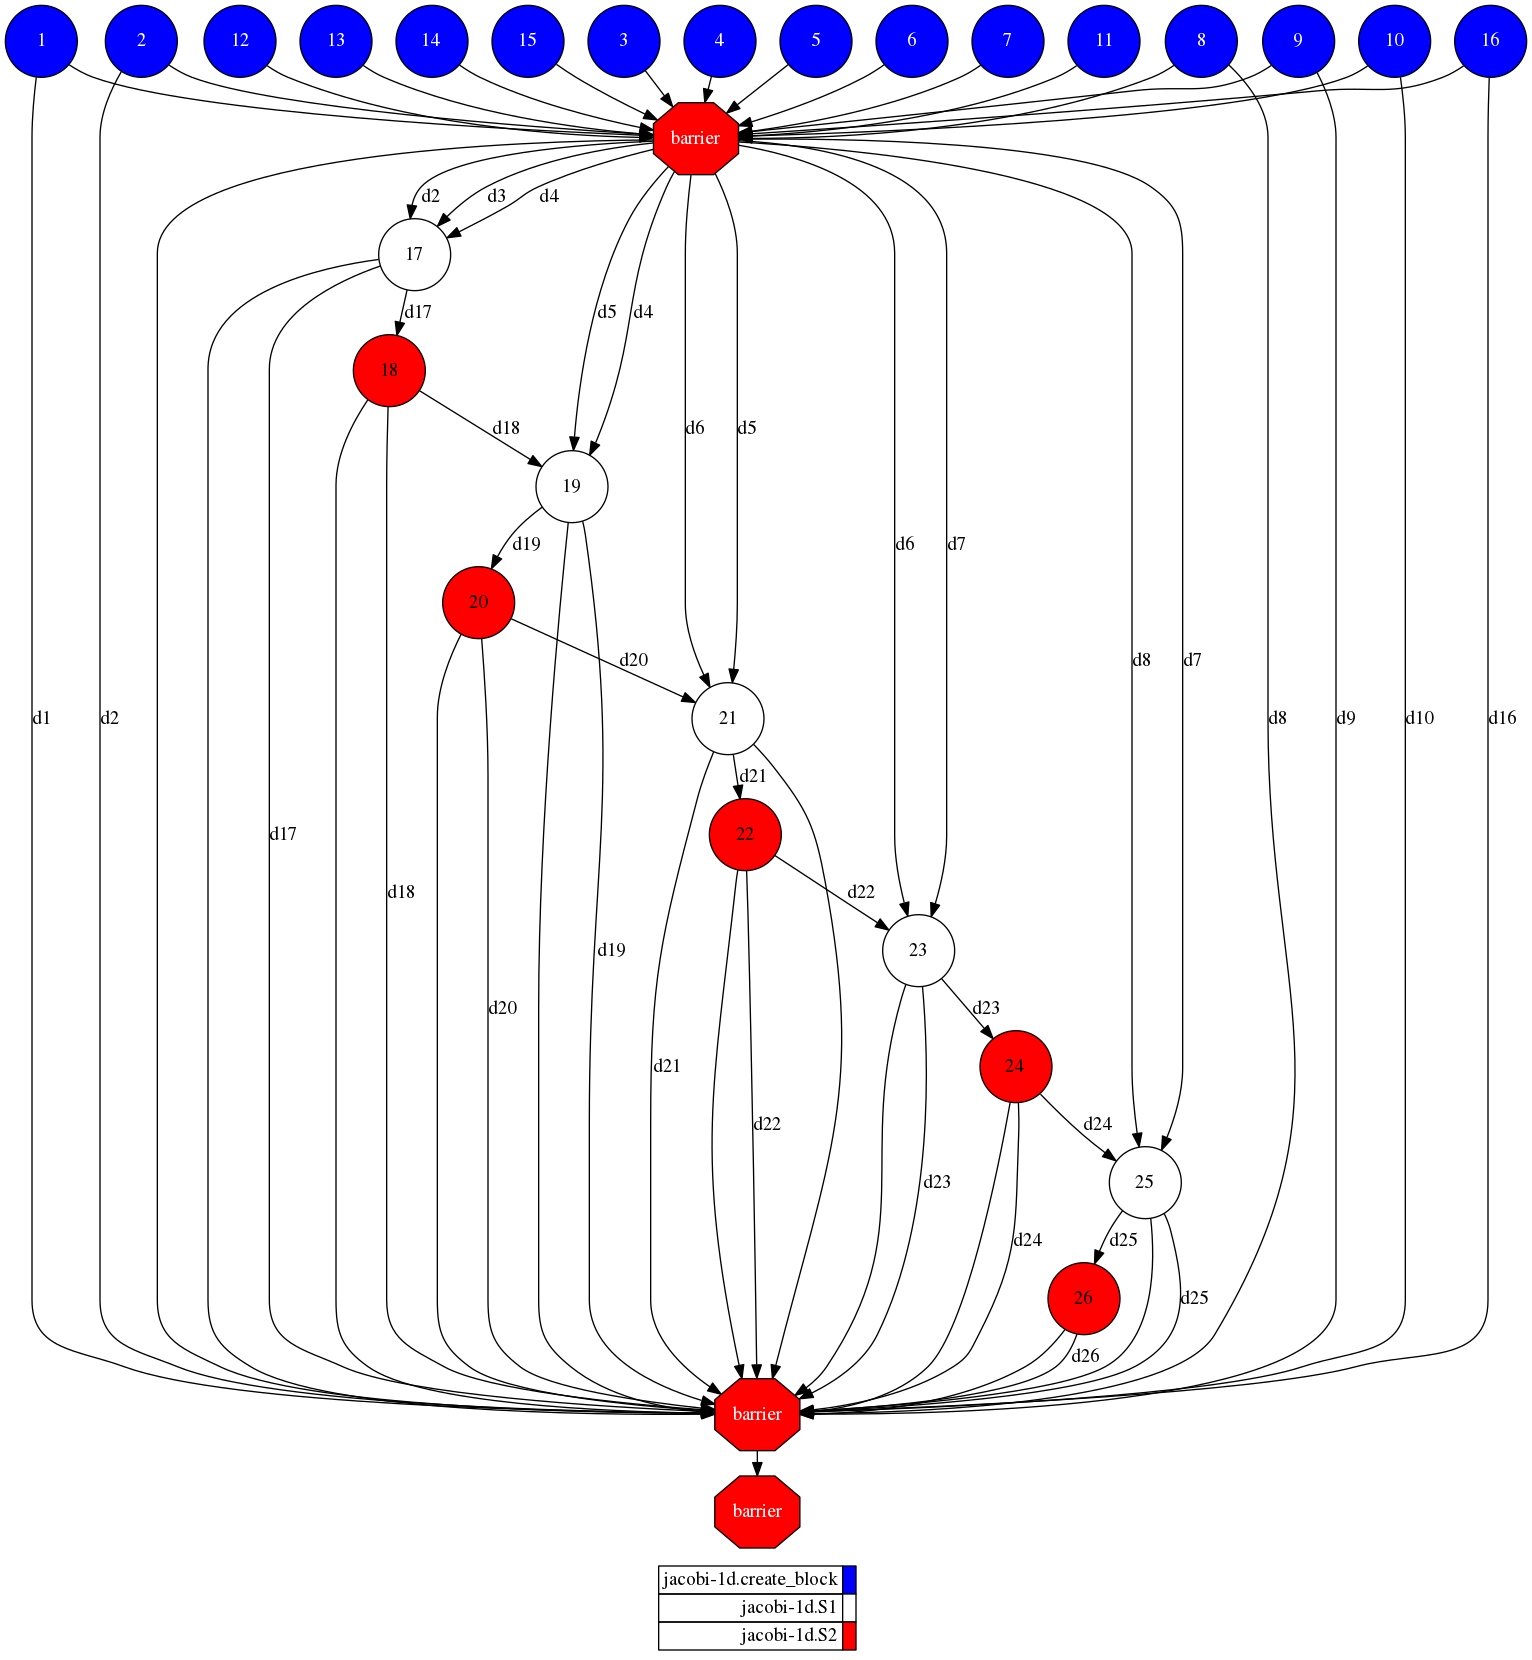 1 2 12 13 14 15 3 4 5 6 7 11 8 9 10 16
barrier
d2 d3 d4
17
d17 d5 d4
18
d18 d6 d5
19
d19 d6 d7
20
d20 d8 d7
d1 d2 21 d8 d9 d10 d16
d21
d17 22
d18 d22
d19 23
d20 d23
d21 24
d22 d24
d23 25
d24 d25
26 d25
d26
barrier
barrier
jacobi-1d.create_block
jacobi-1d.S1
jacobi-1d.S2